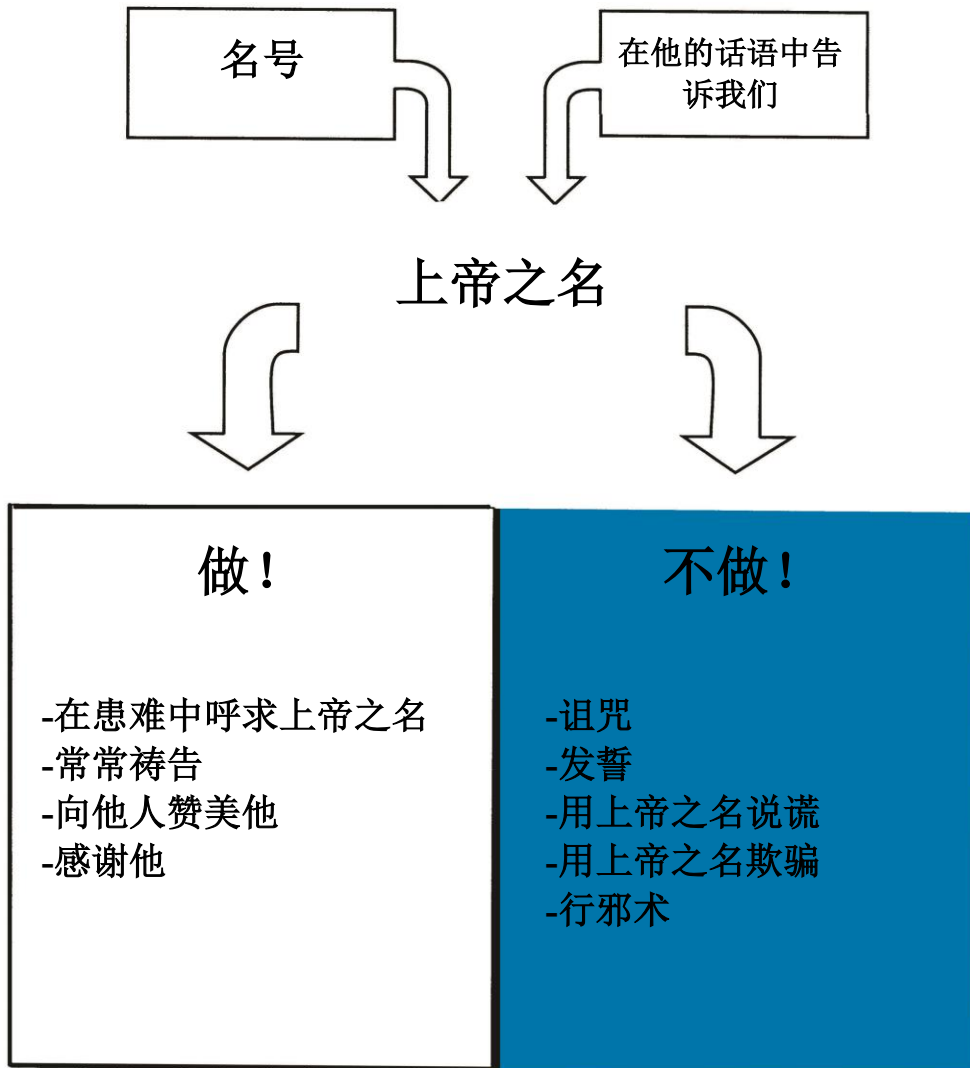 名号
在他的话语中告
诉我们
上帝之名
做！
-在患难中呼求上帝之名
-常常祷告
-向他人赞美他
-感谢他
不做！
-诅咒
-发誓
-用上帝之名说谎
-用上帝之名欺骗
-行邪术